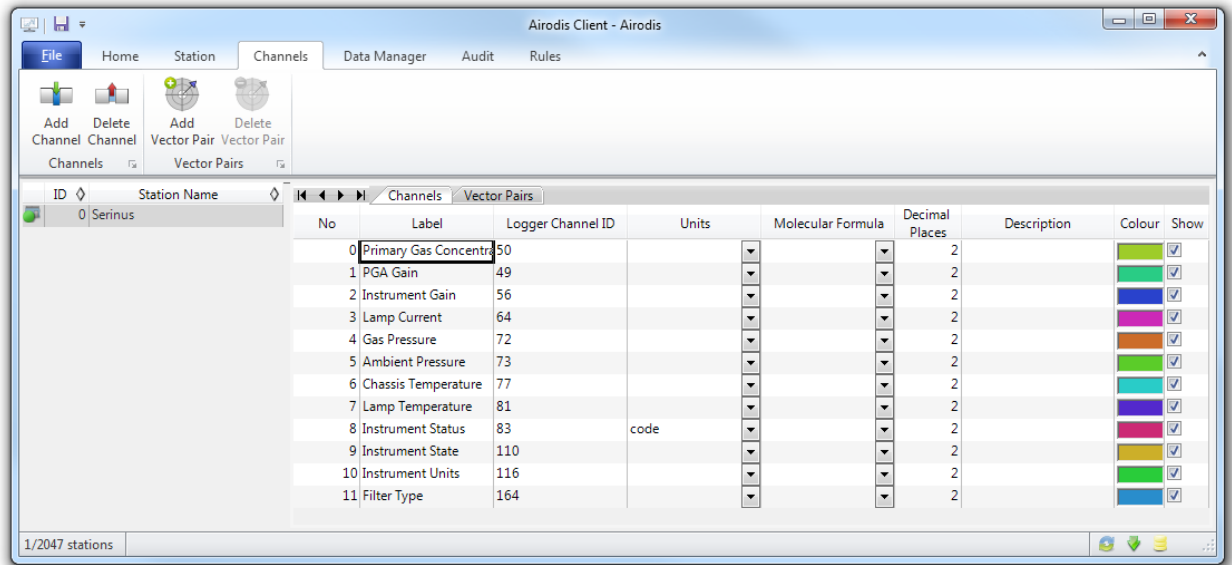 Airodis Client - Airodis
File Home Station Channels Data Manager Audit Rules
Add Delete Add Delete
Channel Channel Vector Pair Vector Pair
Channels Vector Pairs
ID Station Name
0 Serinus
Channels Vector Pairs
No Label Logger Channel ID Units Molecular Formula Decimal Places Description Colour Show
0 Primary Gas Concentra 50 2
1 PGA Gain 49 2
2 Instrument Gain 56 2
3 Lamp Current 64 2
4 Gas Pressure 72 2
5 Ambient Pressure 73 2
6 Chassis Temperature 77 2
7 Lamp Temperature 81 2
8 Instrument Status 83 code 2
9 Instrument State 110 2
10 Instrument Units 116 2
11 Filter Type 164 2
1/2047 stations